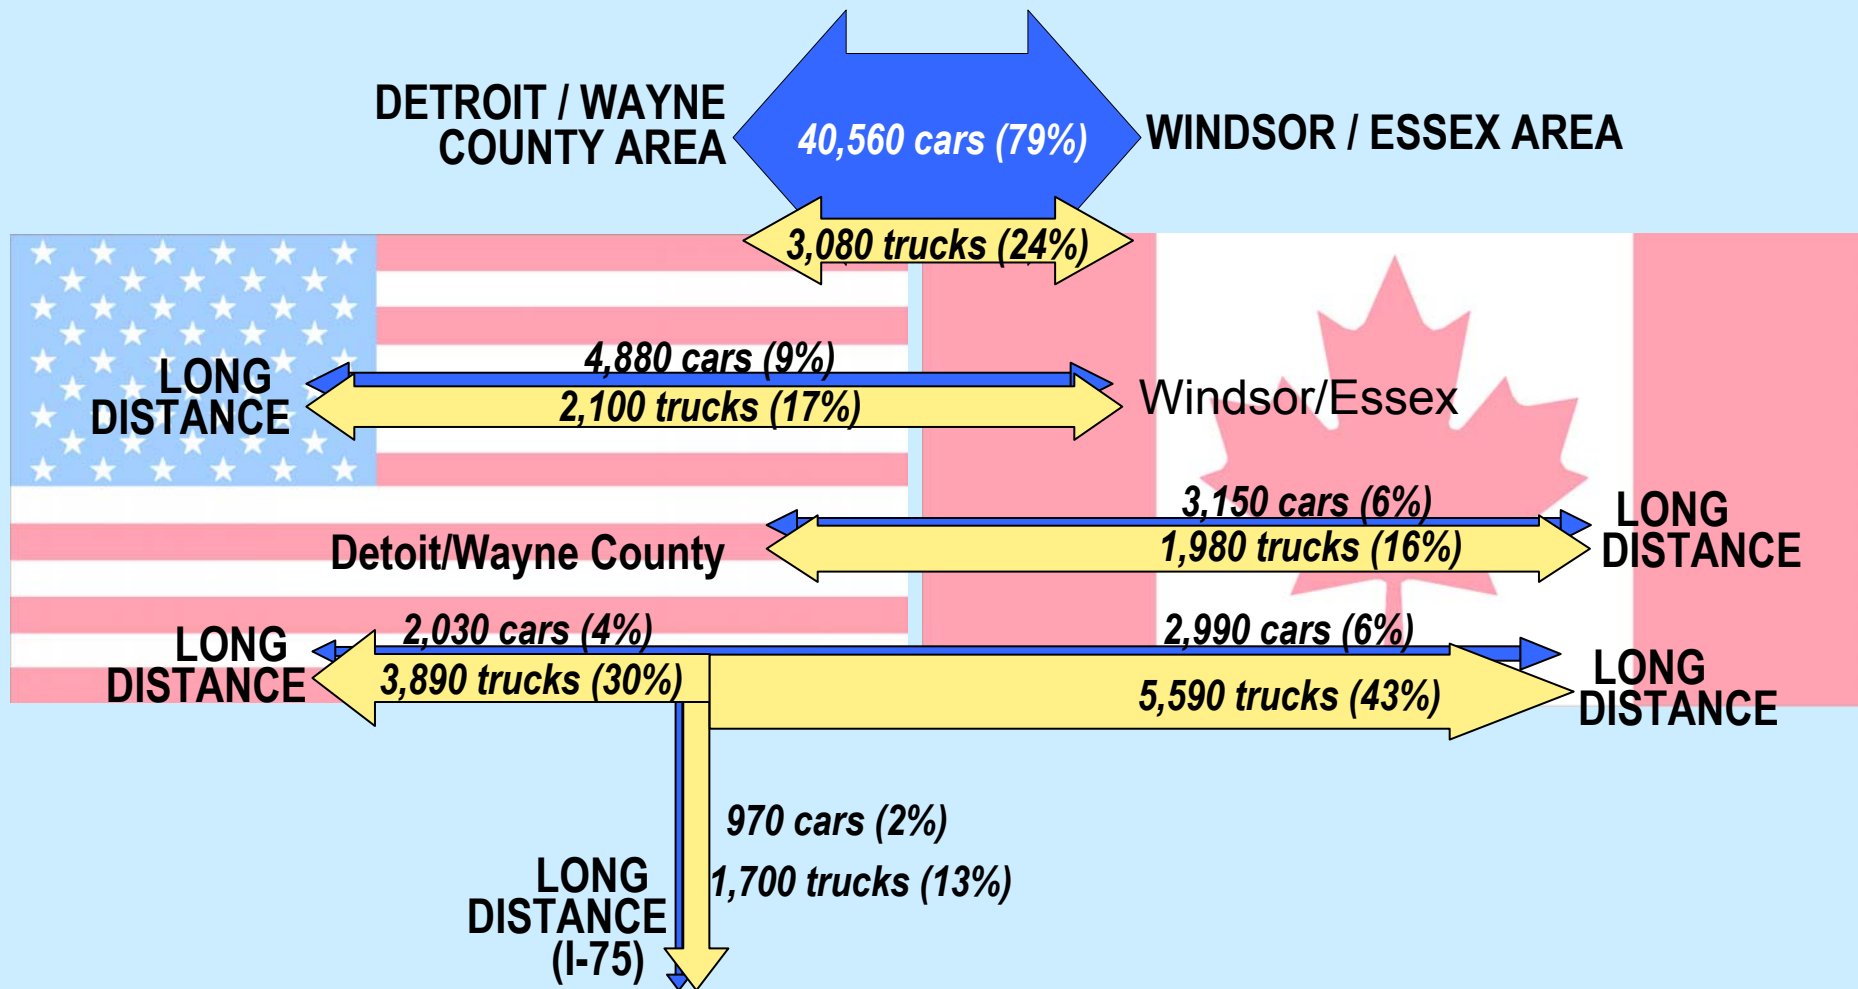 DETROIT / WAYNE
COUNTY AREA
40,560 cars (79%)
WINDSOR / ESSEX AREA
3,080 trucks (24%)
4,880 cars (9%)
LONG
DISTANCE
2,100 trucks (17%)
Windsor/Essex
3,150 cars (6%)
LONG
DISTANCE
1,980 trucks (16%)
Detoit/Wayne County
2,030 cars (4%)
2,990 cars (6%)
LONG
DISTANCE
3,890 trucks (30%)
5,590 trucks (43%)
LONG
DISTANCE
970 cars (2%)
1,700 trucks (13%)
LONG
DISTANCE
(I-75)